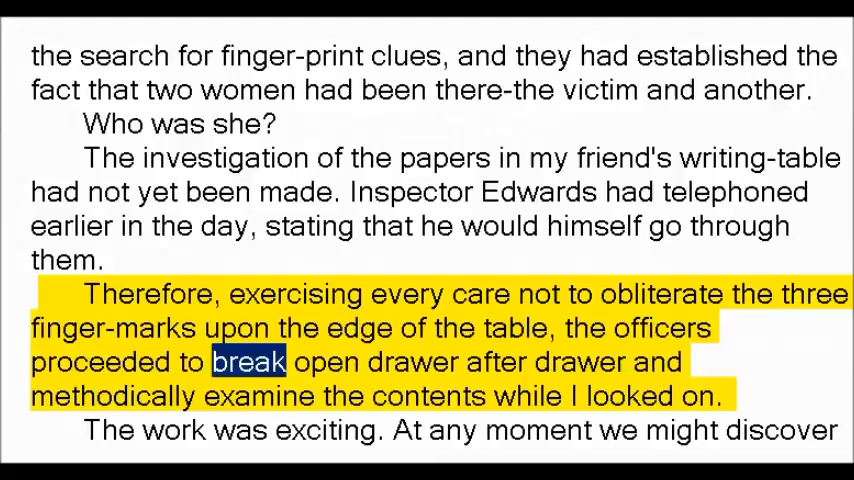 the search for finger-print clues, and they had established the
fact that two women had been there-the victim and another.
Who was she?
The investigation of the papers in my friend's writing-table
had not yet been made. Inspector Edwards had telephoned
earlier in the day, stating that he would himself go through
them.
Therefore, exercising every care not to obliterate the three
finger-marks upon the edge of the table, the officers
proceeded to break open drawer after drawer and
methodically examine the contents while I looked on.
The work was exciting. At any moment we might discover